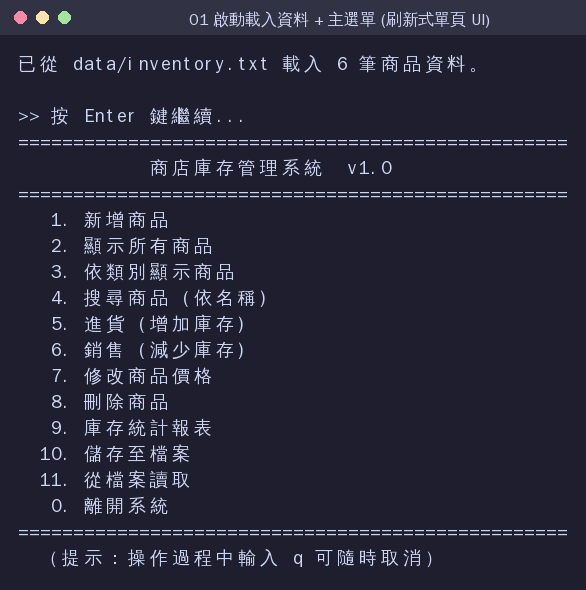 01 啟動載入資料 + 主選單 (刷新式單頁 UI)
已從 data/inventory.txt 載入 6 筆商品資料。
>> 按 Enter 鍵繼續...
==================================================
商店庫存管理系統 v1.0
==================================================
1. 新增商品
2. 顯示所有商品
3. 依類別顯示商品
4. 搜尋商品 (依名稱)
5. 進貨 (增加庫存)
6. 銷售 (減少庫存)
7. 修改商品價格
8. 刪除商品
9. 庫存統計報表
10. 儲存至檔案
11. 從檔案讀取
0. 離開系統
==================================================
（提示：操作過程中輸入 q 可隨時取消）